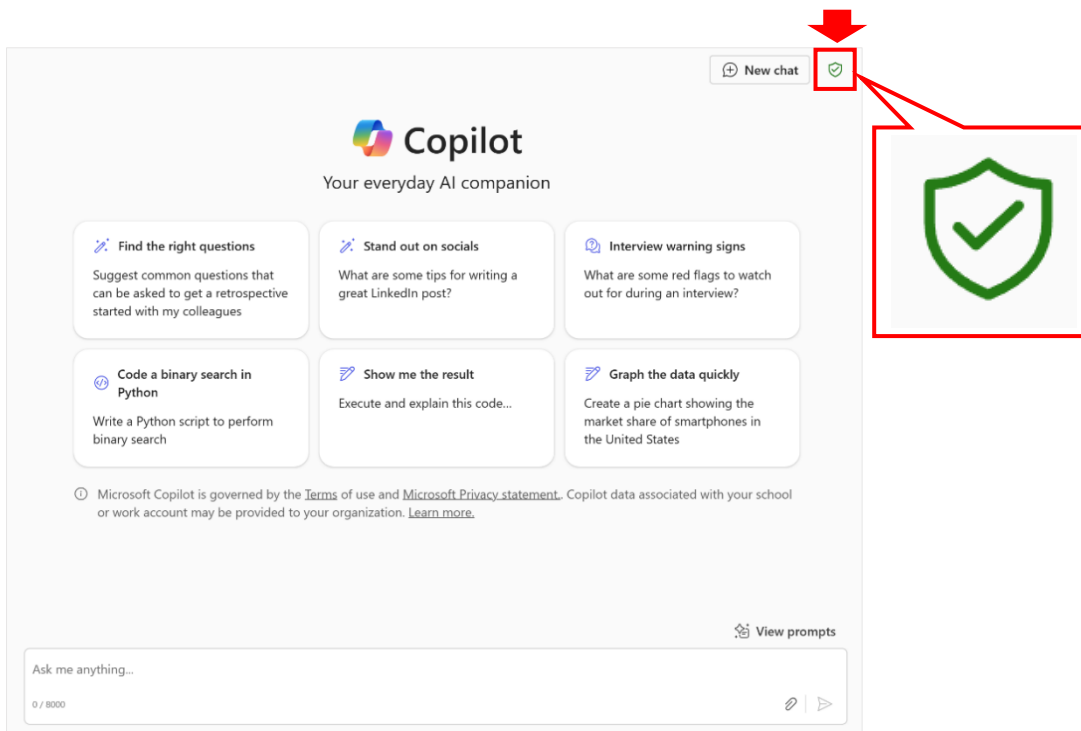 New chat
Copilot
Your everyday AI companion
Find the right questions
Suggest common questions that
can be asked to get a retrospective
started with my colleagues
Stand out on socials
What are some tips for writing a
great LinkedIn post?
Interview warning signs
What are some red flags to watch
out for during an interview?
Code a binary search in
Python
Write a Python script to perform
binary search
Show me the result
Execute and explain this code...
Graph the data quickly
Create a pie chart showing the
market share of smartphones in
the United States
Microsoft Copilot is governed by the Terms of use and Microsoft Privacy statement.. Copilot data associated with your school
or work account may be provided to your organization. Learn more.
View prompts
Ask me anything...
0 / 8000